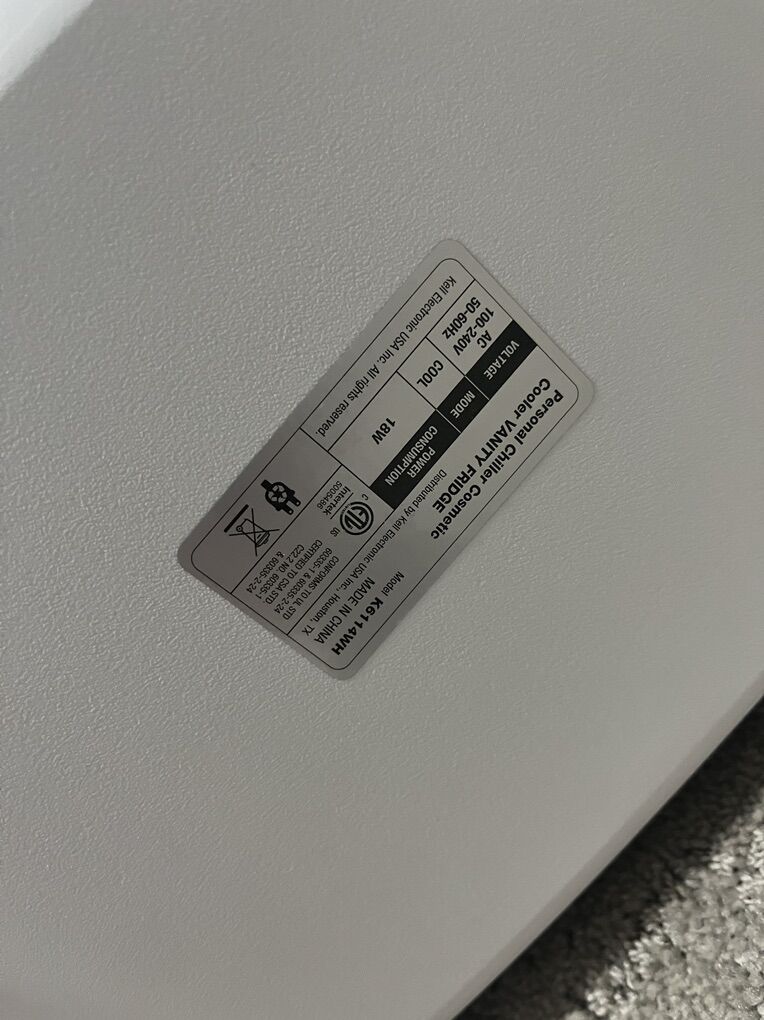 Personal Chiller Cosmetic
Cooler VANITY FRIDGE
Model K6114WH
VOLTAGE
MODE
POWER
CONSUMPTION
AC
100-240V
50-60Hz
COOL
18W
Distributed by Kell Electronic USA Inc., Houston, TX
MADE IN CHINA
C
US
Intertek
5005486
CONFORMS TO UL STD
60335-1 & 60335-2-24
CERTIFIED TO CSA STD.
C22.2 NO. 60335-1
& 60335-2-24
Kell Electronic USA Inc. All rights reserved.